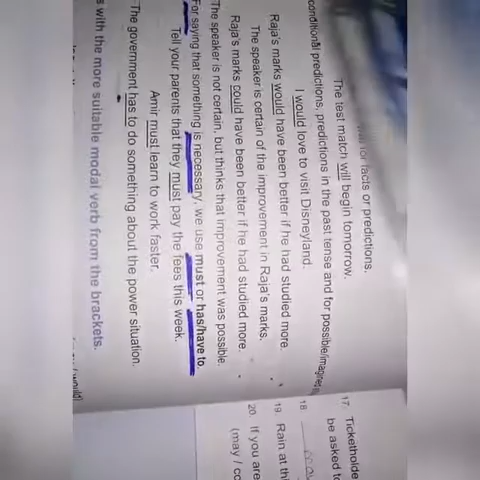 for facts or predictions.
The test match will begin tomorrow.
conditional predictions, predictions in the past tense and for possible/imagined
I would love to visit Disneyland.
Raja's marks would have been better if he had studied more.
The speaker is certain of the improvement in Raja's marks.
Raja's marks could have been better if he had studied more.
The speaker is not certain, but thinks that improvement was possible.
For saying that something is necessary, we use must or has/have to.
Tell your parents that they must pay the fees this week.
Amir must learn to work faster.
The government has to do something about the power situation.
s with the more suitable modal verb from the brackets.
17. Ticketholde
be asked to
18.
19. Rain at thi
20. If you are
(may / co